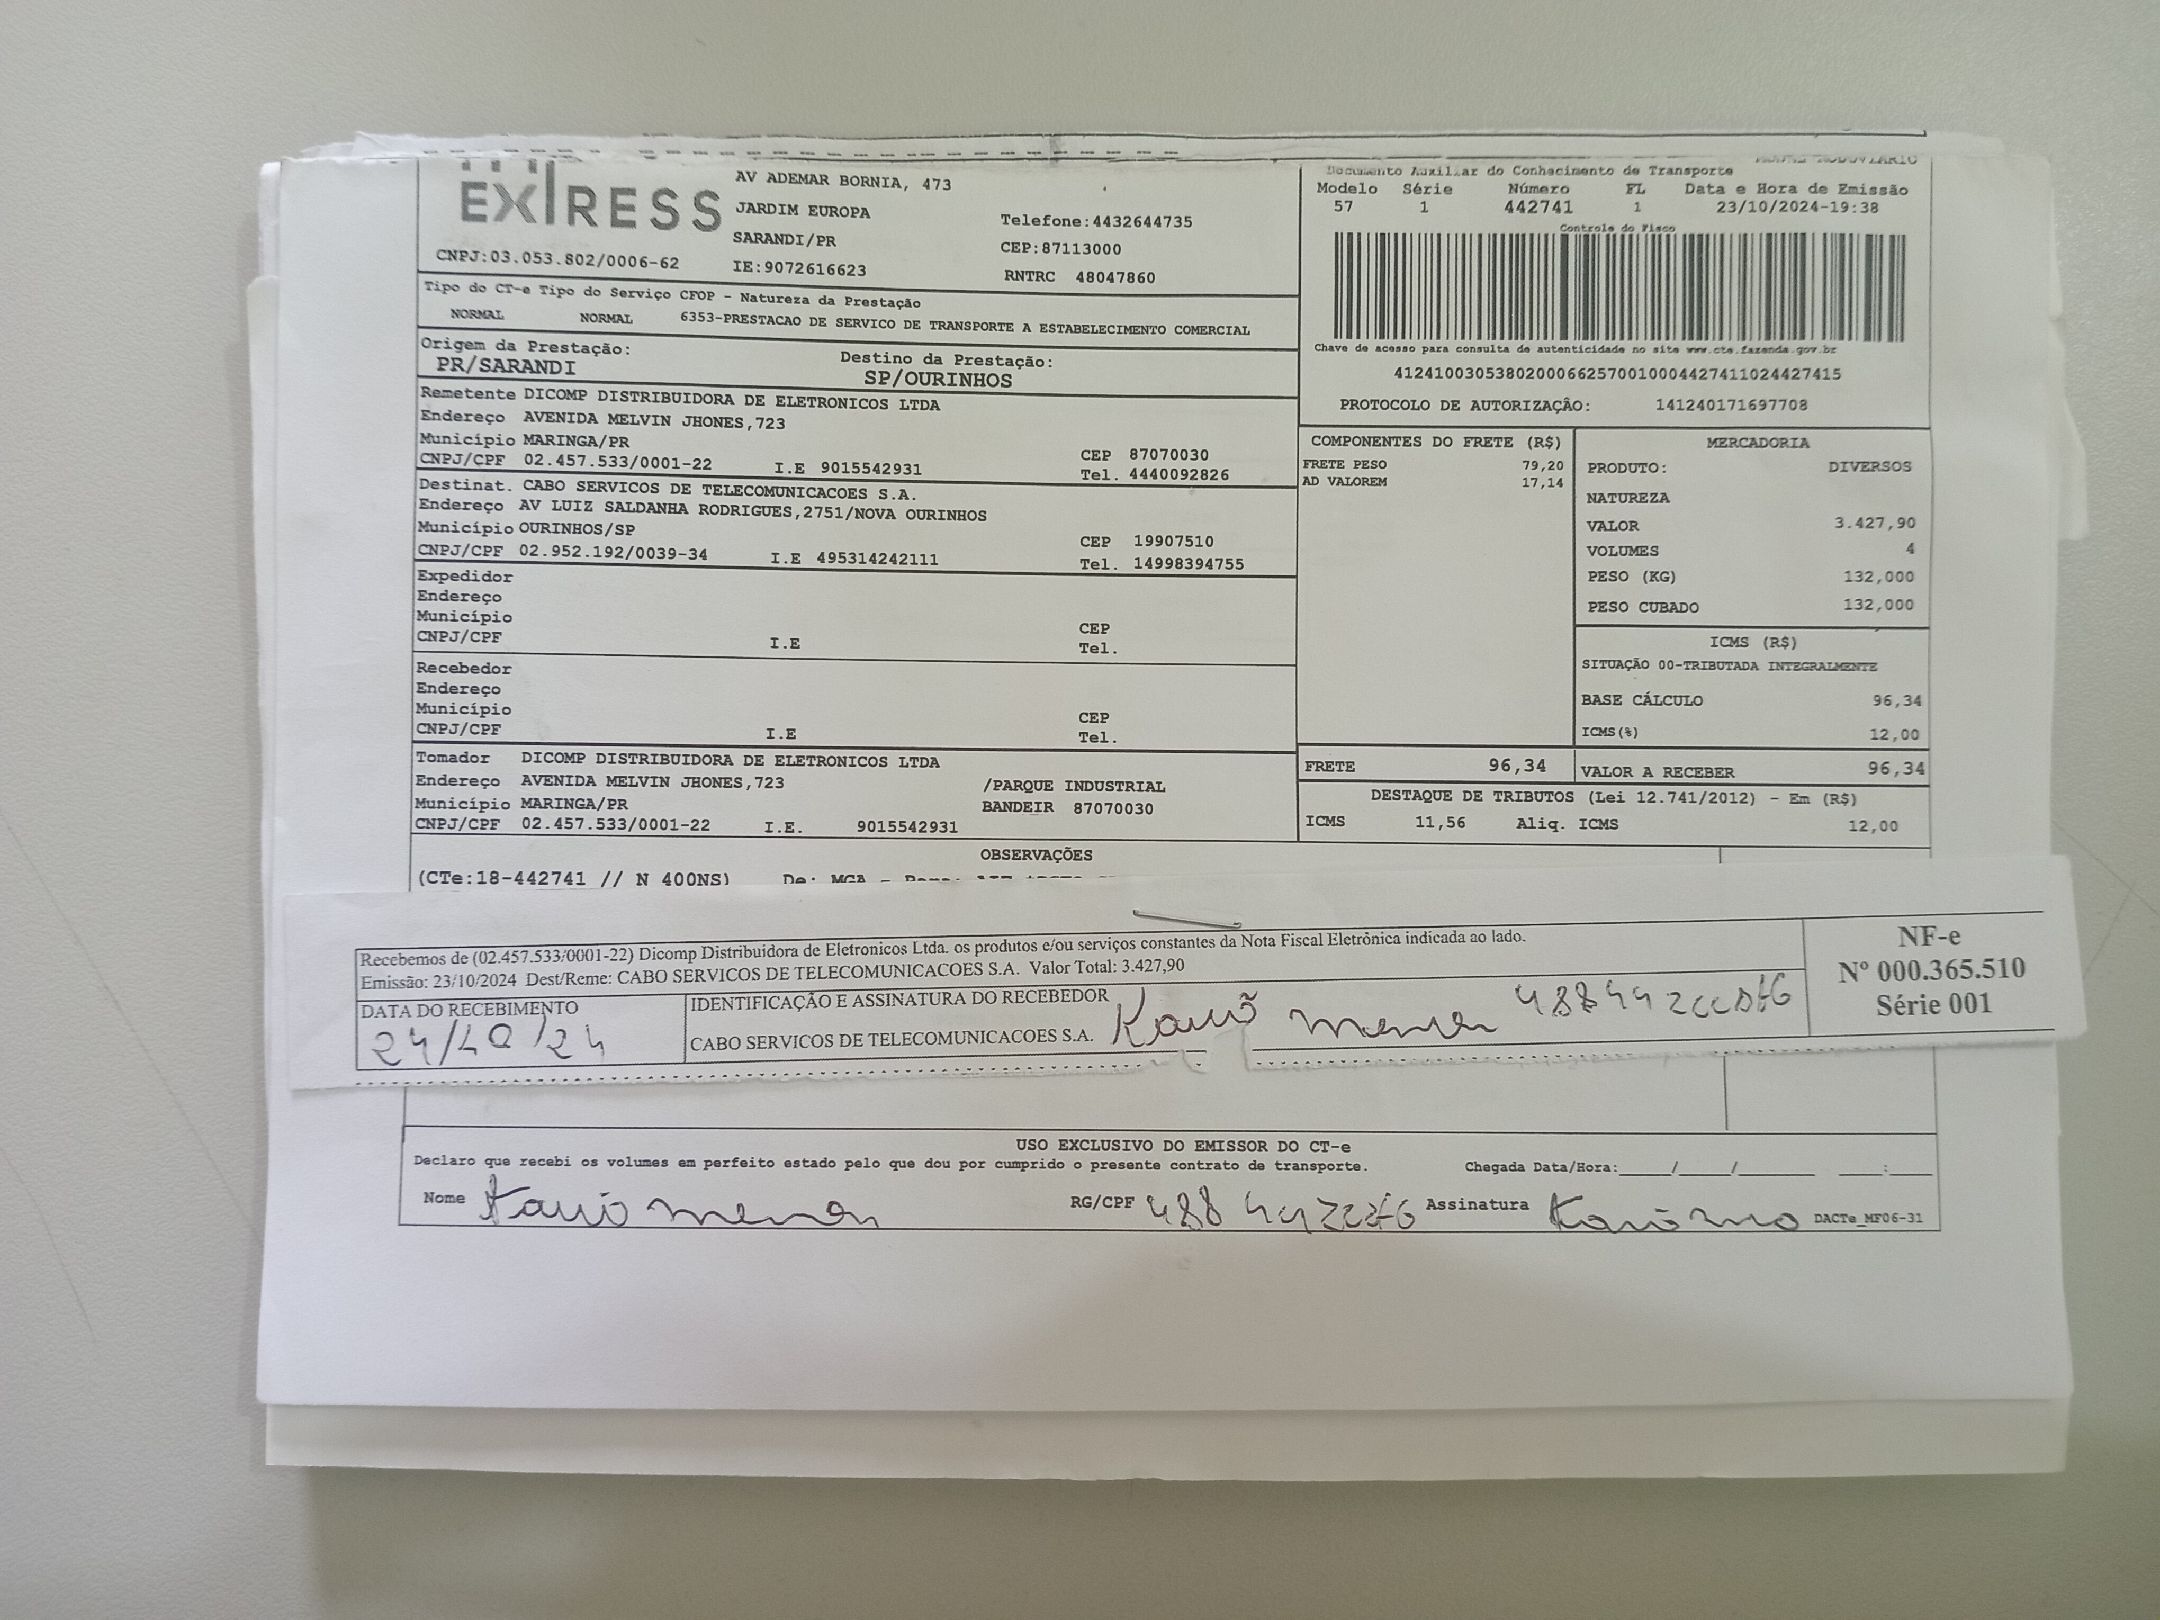 EXPRESS
CNPJ:03.053.802/0006-62
AV ADEMAR BORNIA, 473
JARDIM EUROPA
SARANDI/PR
IE:9072616623
Telefone:4432644735
CEP:87113000
RNTRC 48047860
Documento Auxiliar do Conhecimento de Transporte
Modelo Série Número FL Data e Hora de Emissão
57 1 442741 1 23/10/2024-19:38
Controle do Fisco
Chave de acesso para consulta de autenticidade no site www.cte.fazenda.gov.br
41241003053802000662570010004427411024427415
PROTOCOLO DE AUTORIZAÇÃO: 141240171697708
Tipo do CT-e Tipo do Serviço CFOP - Natureza da Prestação
NORMAL NORMAL 6353-PRESTACAO DE SERVICO DE TRANSPORTE A ESTABELECIMENTO COMERCIAL
Origem da Prestação: Destino da Prestação:
PR/SARANDI SP/OURINHOS
Remetente DICOMP DISTRIBUIDORA DE ELETRONICOS LTDA
Endereço AVENIDA MELVIN JHONES,723
Município MARINGA/PR CEP 87070030
CNPJ/CPF 02.457.533/0001-22 I.E 9015542931 Tel. 4440092826
Destinat. CABO SERVICOS DE TELECOMUNICACOES S.A.
Endereço AV LUIZ SALDANHA RODRIGUES,2751/NOVA OURINHOS
Município OURINHOS/SP CEP 19907510
CNPJ/CPF 02.952.192/0039-34 I.E 495314242111 Tel. 14998394755
Expedidor
Endereço
Município CEP
CNPJ/CPF I.E Tel.
Recebedor
Endereço
Município CEP
CNPJ/CPF I.E Tel.
Tomador DICOMP DISTRIBUIDORA DE ELETRONICOS LTDA
Endereço AVENIDA MELVIN JHONES,723 /PARQUE INDUSTRIAL
Município MARINGA/PR BANDEIR 87070030
CNPJ/CPF 02.457.533/0001-22 I.E. 9015542931
COMPONENTES DO FRETE (R$)
FRETE PESO 79,20
AD VALOREM 17,14
MERCADORIA
PRODUTO: DIVERSOS
NATUREZA
VALOR 3.427,90
VOLUMES 4
PESO (KG) 132,000
PESO CUBADO 132,000
ICMS (R$)
SITUAÇÃO 00-TRIBUTADA INTEGRALMENTE
BASE CÁLCULO 96,34
ICMS(%) 12,00
FRETE 96,34 VALOR A RECEBER 96,34
DESTAQUE DE TRIBUTOS (Lei 12.741/2012) - Em (R$)
ICMS 11,56 Aliq. ICMS 12,00
OBSERVAÇÕES
(CTe:18-442741 // N 400NS) De: MGA -
Recebemos de (02.457.533/0001-22) Dicomp Distribuidora de Eletronicos Ltda. os produtos e/ou serviços constantes da Nota Fiscal Eletrônica indicada ao lado.
Emissão: 23/10/2024 Dest/Reme: CABO SERVICOS DE TELECOMUNICACOES S.A. Valor Total: 3.427,90
DATA DO RECEBIMENTO
24/10/24
IDENTIFICAÇÃO E ASSINATURA DO RECEBEDOR
CABO SERVICOS DE TELECOMUNICACOES S.A.
NF-e
Nº 000.365.510
Série 001
USO EXCLUSIVO DO EMISSOR DO CT-e
Declaro que recebi os volumes em perfeito estado pelo que dou por cumprido o presente contrato de transporte. Chegada Data/Hora:____/____/______ ___:___
Nome RG/CPF Assinatura DACTe_MF06-31